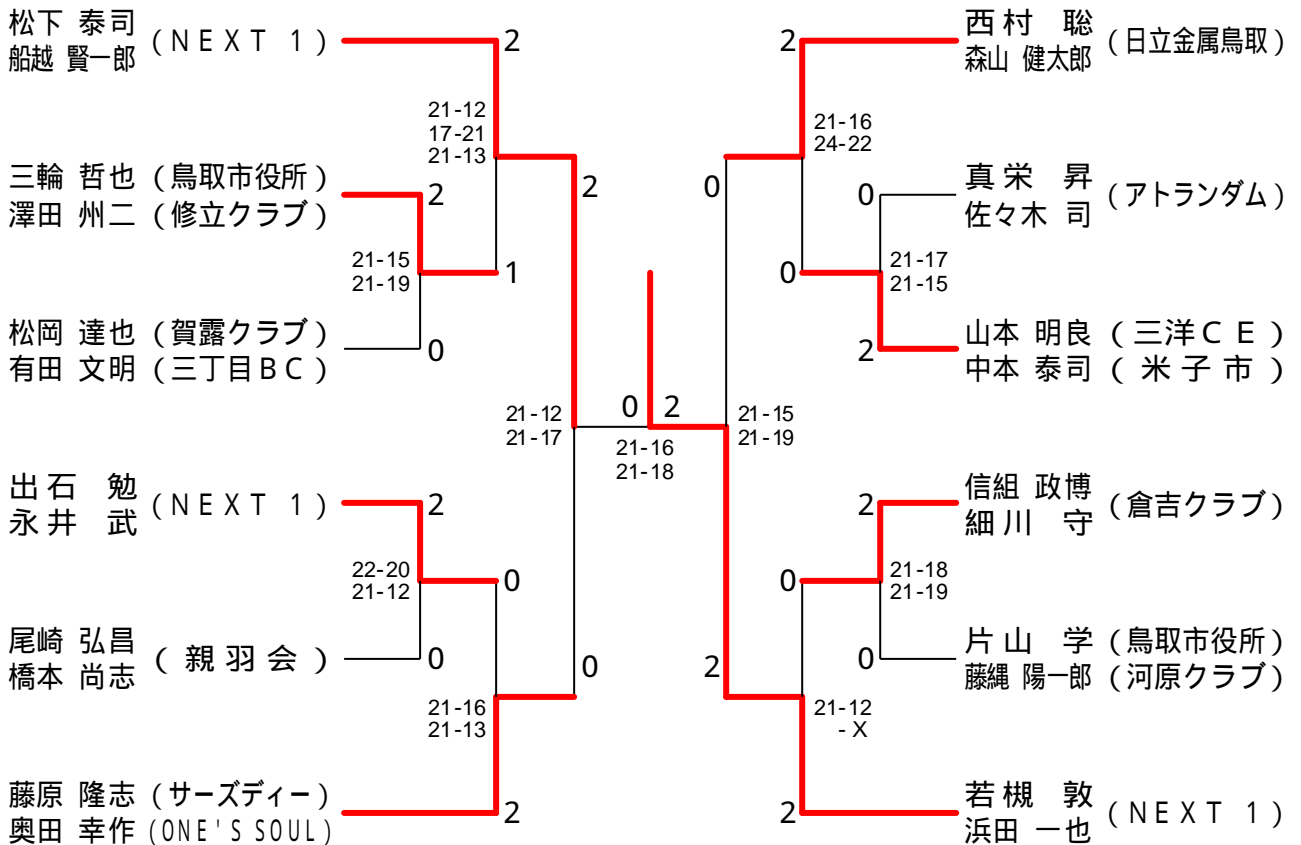 松下 泰司
船越 賢一郎
(NEXT 1)
2
21-12
17-21
21-13
三輪 哲也 (鳥取市役所)
澤田 州二 (修立クラブ)
2
21-15
21-19
1
2
松岡 達也 (賀露クラブ)
有田 文明 (三丁目BC)
0
21-12
21-17
出石 勉
永井 武
(NEXT 1)
2
22-20
21-12
0
尾崎 弘昌
橋本 尚志
(親羽会)
0
0
21-16
21-13
藤原 隆志 (サーズディー)
奥田 幸作 (ONE'S SOUL)
2
0 2
21-16
21-18
西村 聡
森山 健太郎
(日立金属鳥取)
2
21-16
24-22
0
真栄 昇
佐々木 司
(アトランダム)
0
21-17
21-15
0
山本 明良 (三洋CE)
中本 泰司 (米子市)
2
21-15
21-19
信組 政博
細川 守
(倉吉クラブ)
2
21-18
21-19
0
片山 学 (鳥取市役所)
藤縄 陽一郎 (河原クラブ)
0
2
21-12
- X
若槻 敦
浜田 一也
(NEXT 1)
2